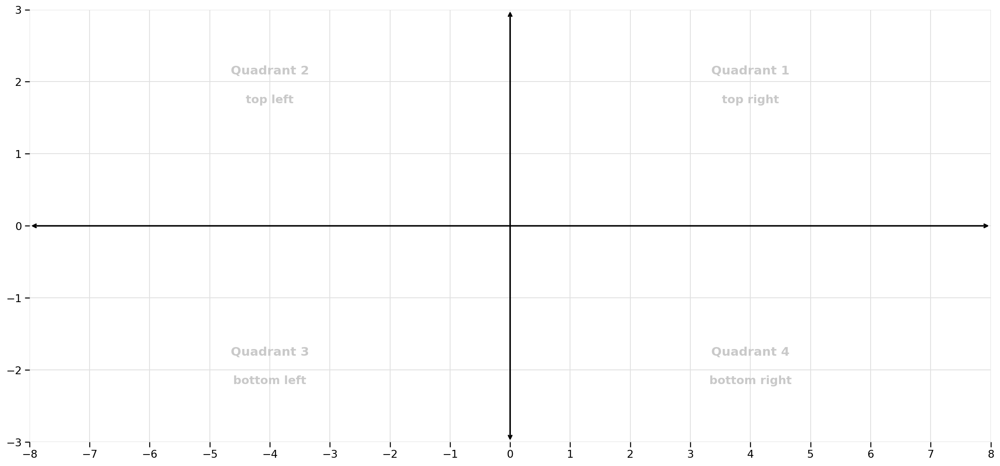 3
Quadrant 2
Quadrant 1
2
top left
top right
1
0
−1
Quadrant 3
Quadrant 4
−2
bottom left
bottom right
−3
−8 −7 −6 −5 −4 −3 −2 −1 0 1 2 3 4 5 6 7 8